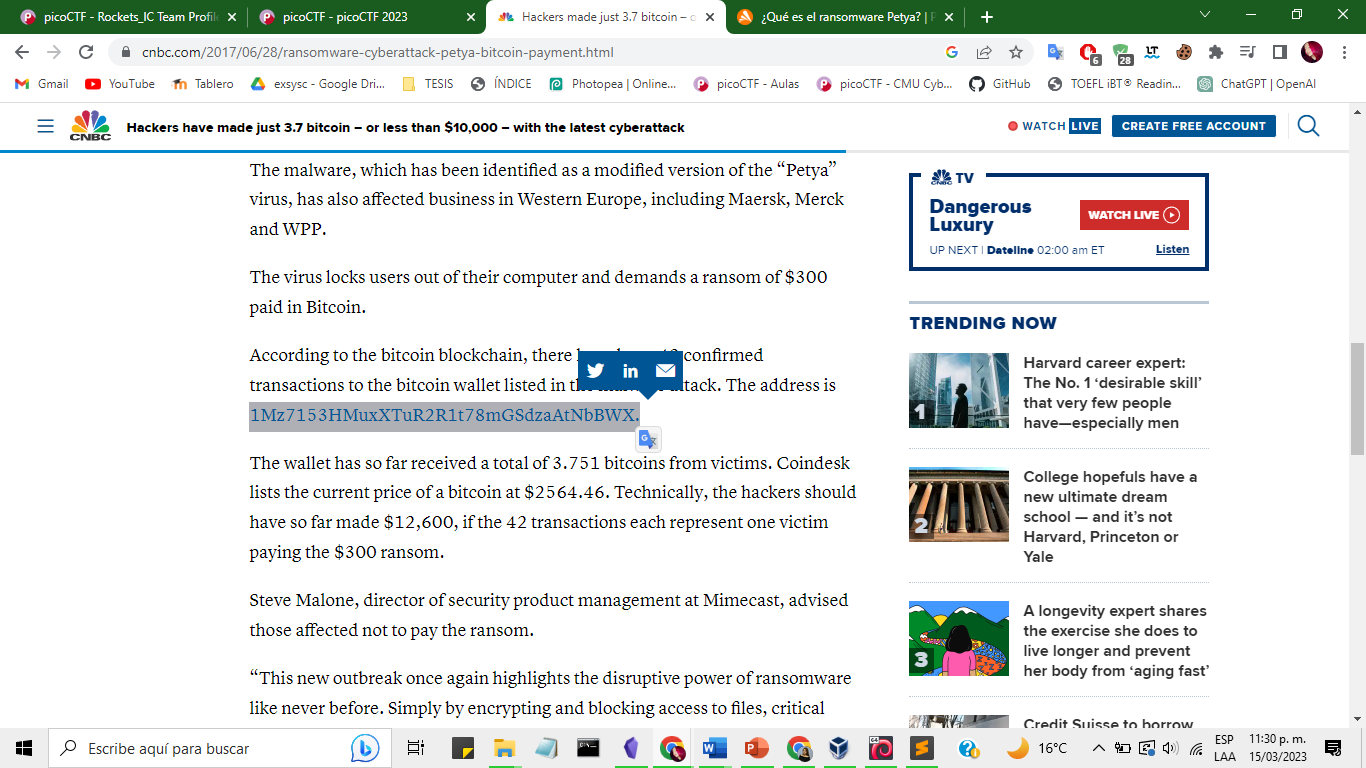 picoCTF - Rockets_IC Team Profil
picoCTF - picoCTF 2023
Hackers made just 3.7 bitcoin – o
¿Qué es el ransomware Petya? | P
cnbc.com/2017/06/28/ransomware-cyberattack-petya-bitcoin-payment.html
6
28
LT
Gmail
YouTube
Tablero
exsysc - Google Dri...
TESIS
ÍNDICE
Photopea | Online...
picoCTF - Aulas
picoCTF - CMU Cyb...
GitHub
TOEFL iBT® Readin...
ChatGPT | OpenAI
CNBC
Hackers have made just 3.7 bitcoin – or less than $10,000 – with the latest cyberattack
WATCH LIVE
CREATE FREE ACCOUNT
The malware, which has been identified as a modified version of the “Petya”
virus, has also affected business in Western Europe, including Maersk, Merck
and WPP.
The virus locks users out of their computer and demands a ransom of $300
paid in Bitcoin.
According to the bitcoin blockchain, there confirmed
transactions to the bitcoin wallet listed in attack. The address is
1Mz7153HMuxXTuR2R1t78mGSdzaAtNbBWX.
The wallet has so far received a total of 3.751 bitcoins from victims. Coindesk
lists the current price of a bitcoin at $2564.46. Technically, the hackers should
have so far made $12,600, if the 42 transactions each represent one victim
paying the $300 ransom.
Steve Malone, director of security product management at Mimecast, advised
those affected not to pay the ransom.
“This new outbreak once again highlights the disruptive power of ransomware
like never before. Simply by encrypting and blocking access to files, critical
TV
Dangerous
Luxury
WATCH LIVE
UP NEXT | Dateline 02:00 am ET
Listen
TRENDING NOW
1
Harvard career expert:
The No. 1 ‘desirable skill’
that very few people
have—especially men
2
College hopefuls have a
new ultimate dream
school — and it’s not
Harvard, Princeton or
Yale
3
A longevity expert shares
the exercise she does to
live longer and prevent
her body from ‘aging fast’
Credit Suisse to borrow
Escribe aquí para buscar
16°C
ESP
LAA
11:30 p. m.
15/03/2023